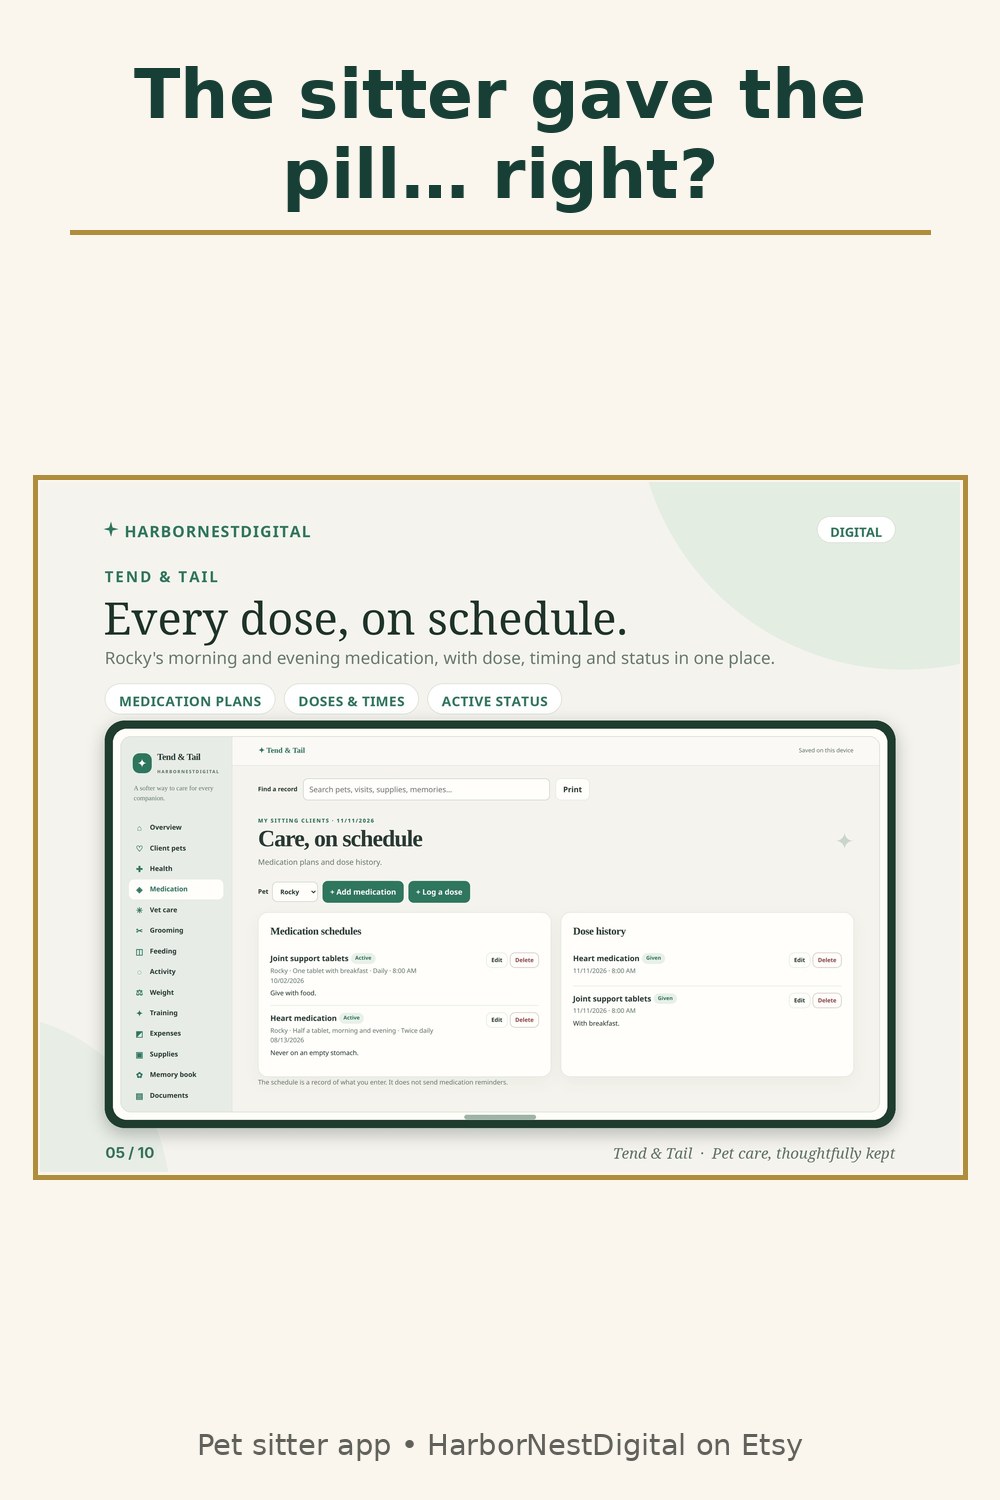 The sitter gave the
pill… right?
HARBORNESTDIGITAL
DIGITAL
TEND & TAIL
Every dose, on schedule.
Rocky's morning and evening medication, with dose, timing and status in one place.
MEDICATION PLANS
DOSES & TIMES
ACTIVE STATUS
Tend & Tail
HARBORNESTDIGITAL
A softer way to care for every
companion.
Overview
Client pets
Health
Medication
Vet care
Grooming
Feeding
Activity
Weight
Training
Expenses
Supplies
Memory book
Documents
Tend & Tail
Saved on this device
Find a record
Search pets, visits, supplies, memories...
Print
MY SITTING CLIENTS · 11/11/2026
Care, on schedule
Medication plans and dose history.
Pet
Rocky
+ Add medication
+ Log a dose
Medication schedules
Joint support tablets Active
Edit
Delete
Rocky · One tablet with breakfast · Daily · 8:00 AM
10/02/2026
Give with food.
Heart medication Active
Edit
Delete
Rocky · Half a tablet, morning and evening · Twice daily
08/13/2026
Never on an empty stomach.
Dose history
Heart medication Given
Edit
Delete
11/11/2026 · 8:00 AM
Joint support tablets Given
Edit
Delete
11/11/2026 · 8:00 AM
With breakfast.
The schedule is a record of what you enter. It does not send medication reminders.
05 / 10
Tend & Tail · Pet care, thoughtfully kept
Pet sitter app • HarborNestDigital on Etsy